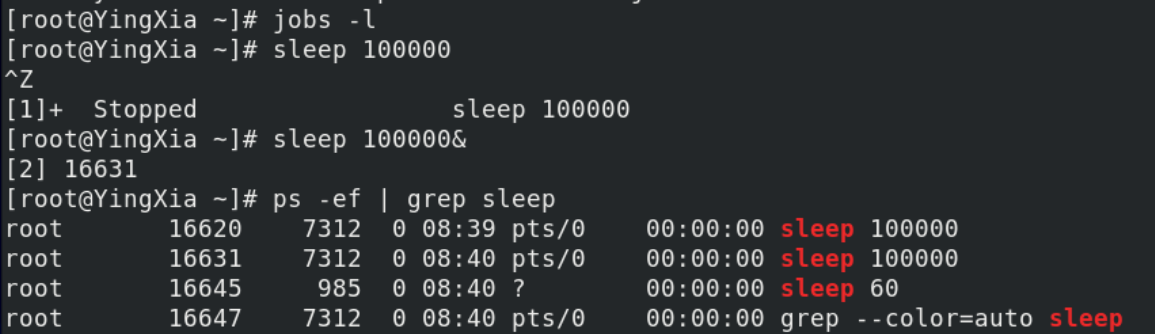 [root@YingXia ~]# jobs -l
[root@YingXia ~]# sleep 100000
^Z
[1]+  Stopped                 sleep 100000
[root@YingXia ~]# sleep 100000&
[2] 16631
[root@YingXia ~]# ps -ef | grep sleep
root       16620    7312  0 08:39 pts/0    00:00:00 sleep 100000
root       16631    7312  0 08:40 pts/0    00:00:00 sleep 100000
root       16645     985  0 08:40 ?        00:00:00 sleep 60
root       16647    7312  0 08:40 pts/0    00:00:00 grep --color=auto sleep